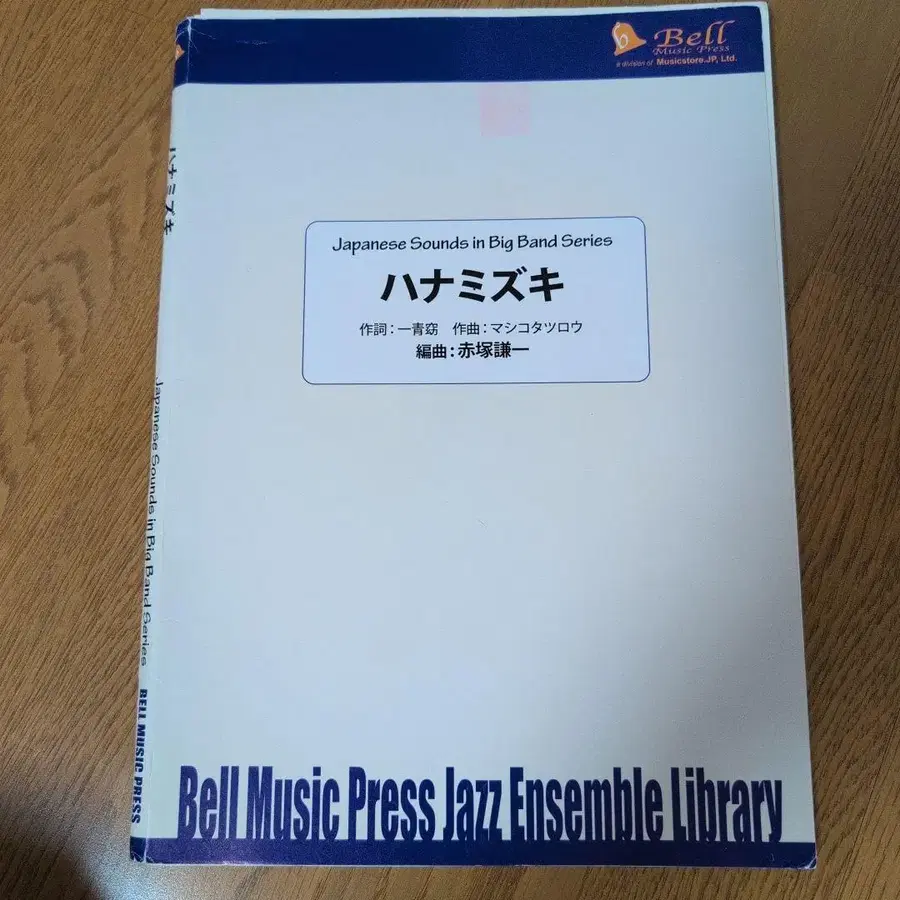 Bell
Music Press
a division of Musicstore.JP, Ltd.
Japanese Sounds in Big Band Series
ハナミズキ
作詞：一青窈 作曲：マシコタツロウ
編曲：赤塚謙一
Bell Music Press Jazz Ensemble Library
ハナミズキ
Japanese Sounds in Big Band Series
BELL MUSIC PRESS